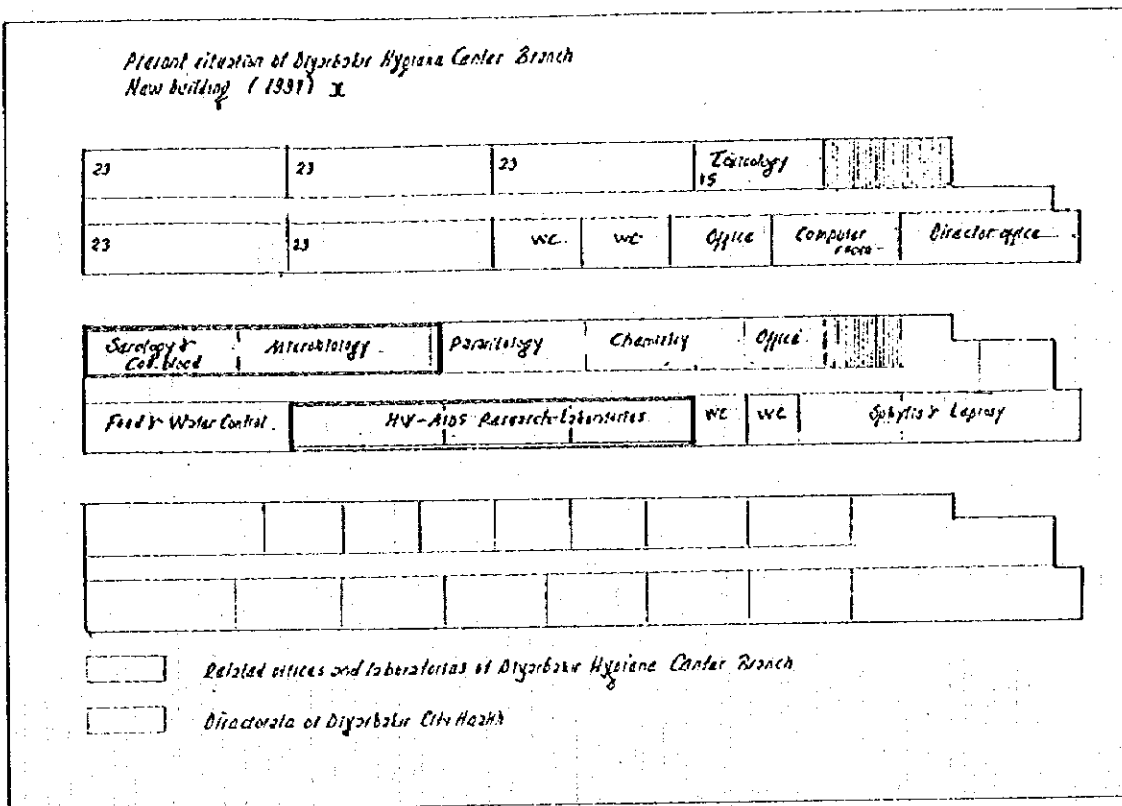 Present situation of Diyarbakır Hygiene Center Branch
New building (1991) x
23 23 23 Toxicology
15
23 23 WC. WC. Office Computer room Director office
Serology & Microbiology Parasitology Chemistry Office
blood
Food & Water Control. HIV-AIDS Research-Laboratories WC WC Syphylis & Leprosy
Related offices and laboratories of Diyarbakır Hygiene Center Branch
Directorate of Diyarbakır City Health